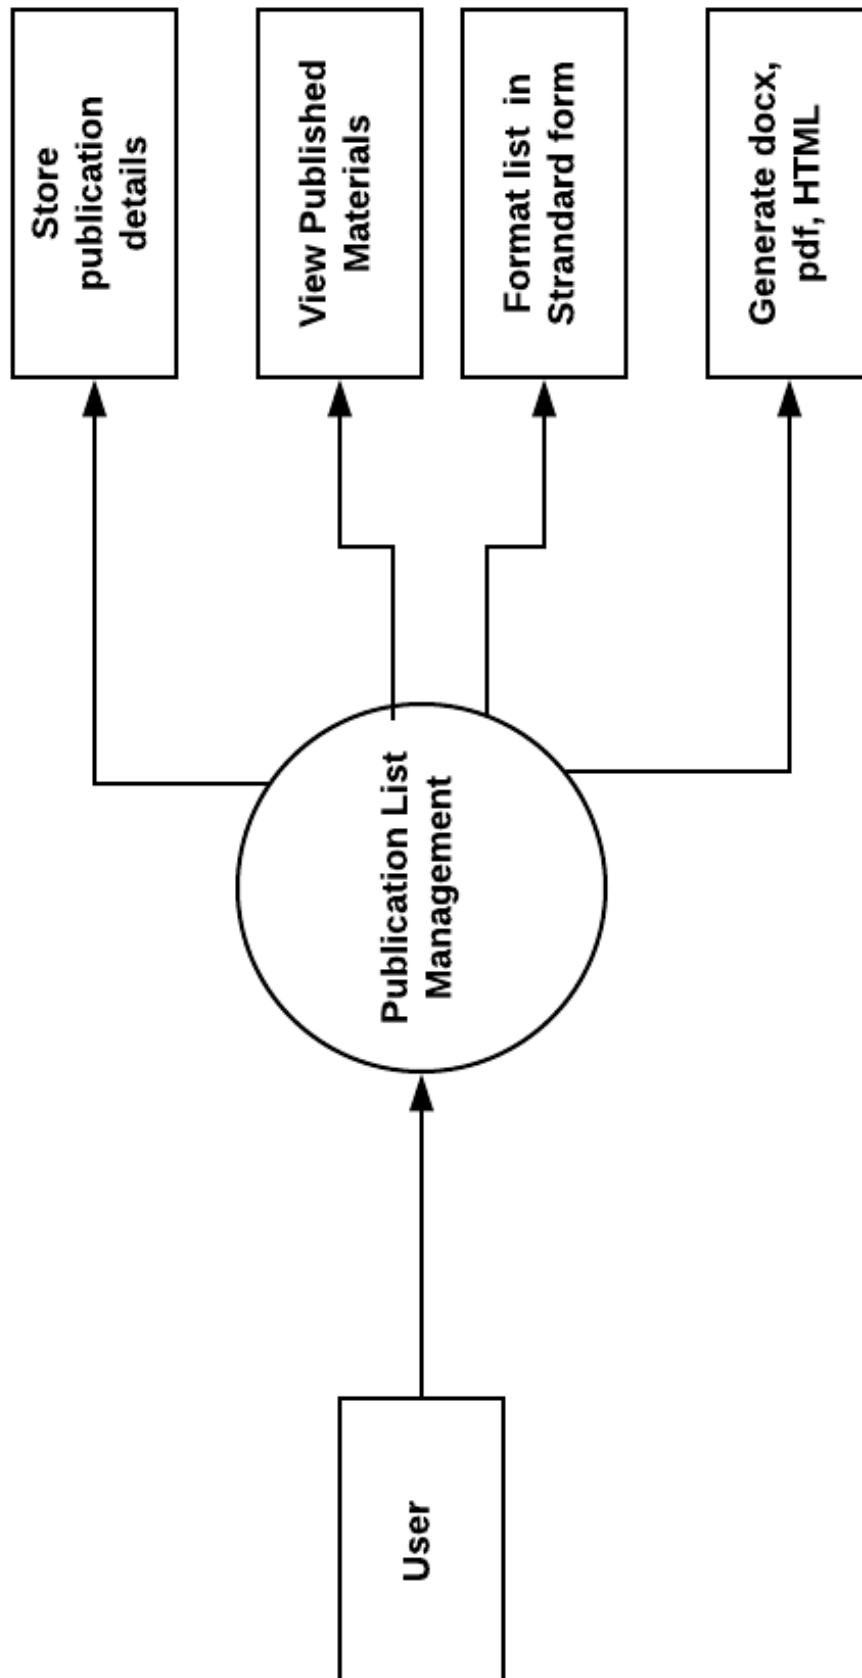 Store
publication
details
View Published
Materials
Format list  in
Strandard form
Generate docx,
pdf, HTML
Publication List
Management
User